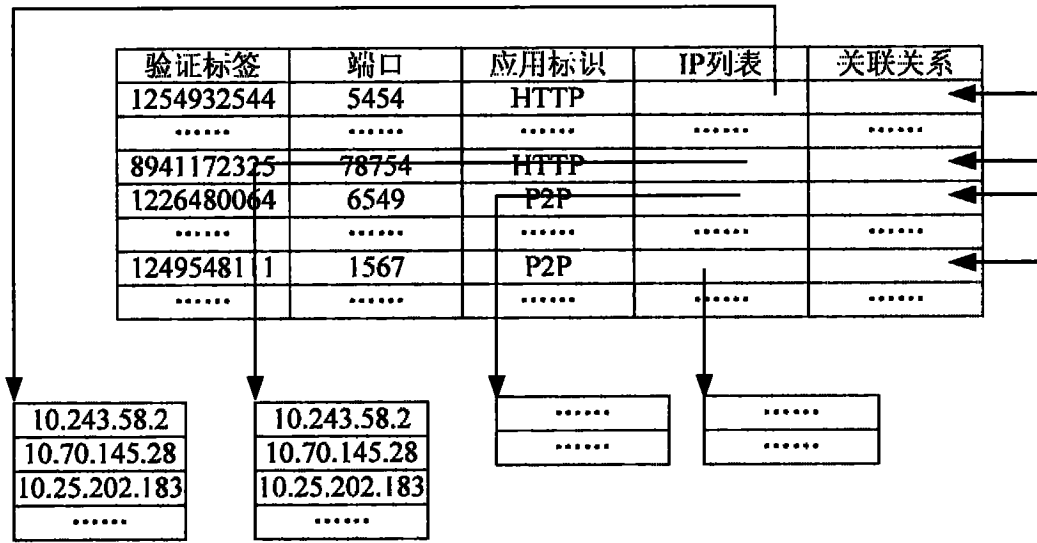 验证标签 端口 应用标识 IP列表 关联关系
1254932544 5454 HTTP
…… …… …… …… ……
8941172325 78754 HTTP
1226480064 6549 P2P
…… …… …… …… ……
1249548111 1567 P2P
…… …… …… …… ……
10.243.58.2 10.243.58.2 …… ……
10.70.145.28 10.70.145.28 …… ……
10.25.202.183 10.25.202.183
…… ……